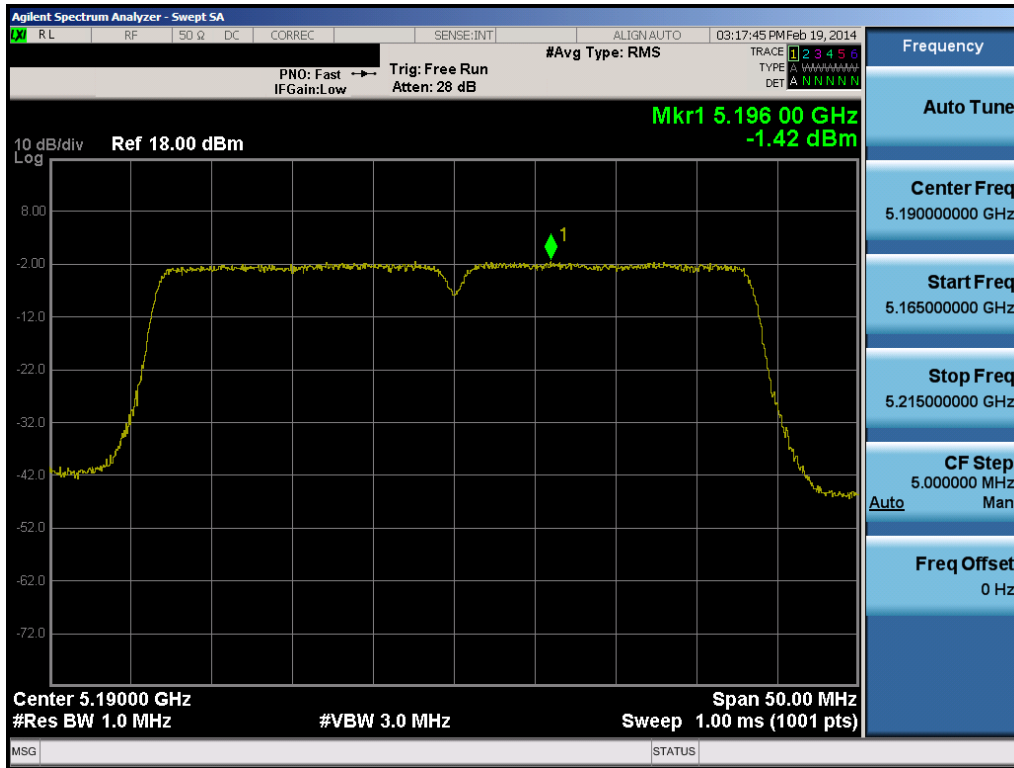 Agilent Spectrum Analyzer - Swept SA
LXI RL RF 50 Ω DC CORREC SENSE:INT ALIGN AUTO 03:17:45 PM Feb 19, 2014
#Avg Type: RMS
TRACE 1 2 3 4 5 6
TYPE A WWWWW
DET A N N N N N
PNO: Fast
IFGain:Low
Trig: Free Run
Atten: 28 dB
Mkr1 5.196 00 GHz
-1.42 dBm
10 dB/div Ref 18.00 dBm
Log
8.00
-2.00
-12.0
-22.0
-32.0
-42.0
-52.0
-62.0
-72.0
1
Center 5.19000 GHz
Span 50.00 MHz
#Res BW 1.0 MHz
#VBW 3.0 MHz
Sweep 1.00 ms (1001 pts)
MSG
STATUS
Frequency
Auto Tune
Center Freq
5.190000000 GHz
Start Freq
5.165000000 GHz
Stop Freq
5.215000000 GHz
CF Step
5.000000 MHz
Auto Man
Freq Offset
0 Hz